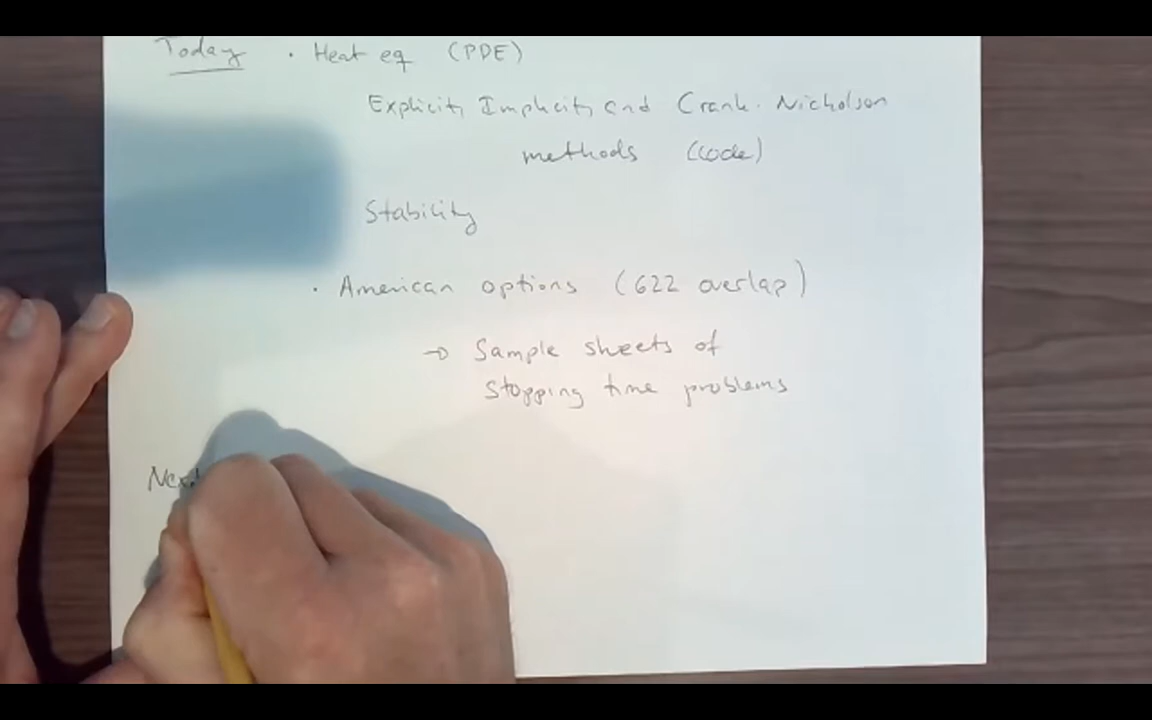 Today • Heat eq (PDE)
Explicit, Implicit, and Crank-Nicholson
methods (code)
Stability
• American options (622 overlap)
→ Sample sheets of
stopping time problems
Next